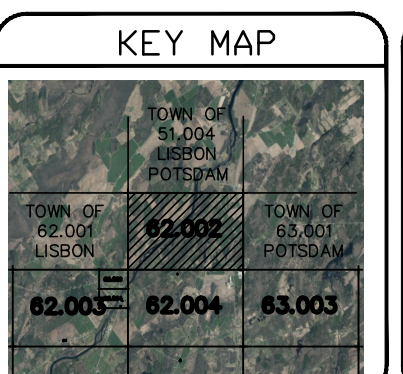 KEY MAP
TOWN OF
51.004
LISBON
POTSDAM
TOWN OF
62.001
LISBON
62.002
TOWN OF
63.001
POTSDAM
62.003
62.004
63.003